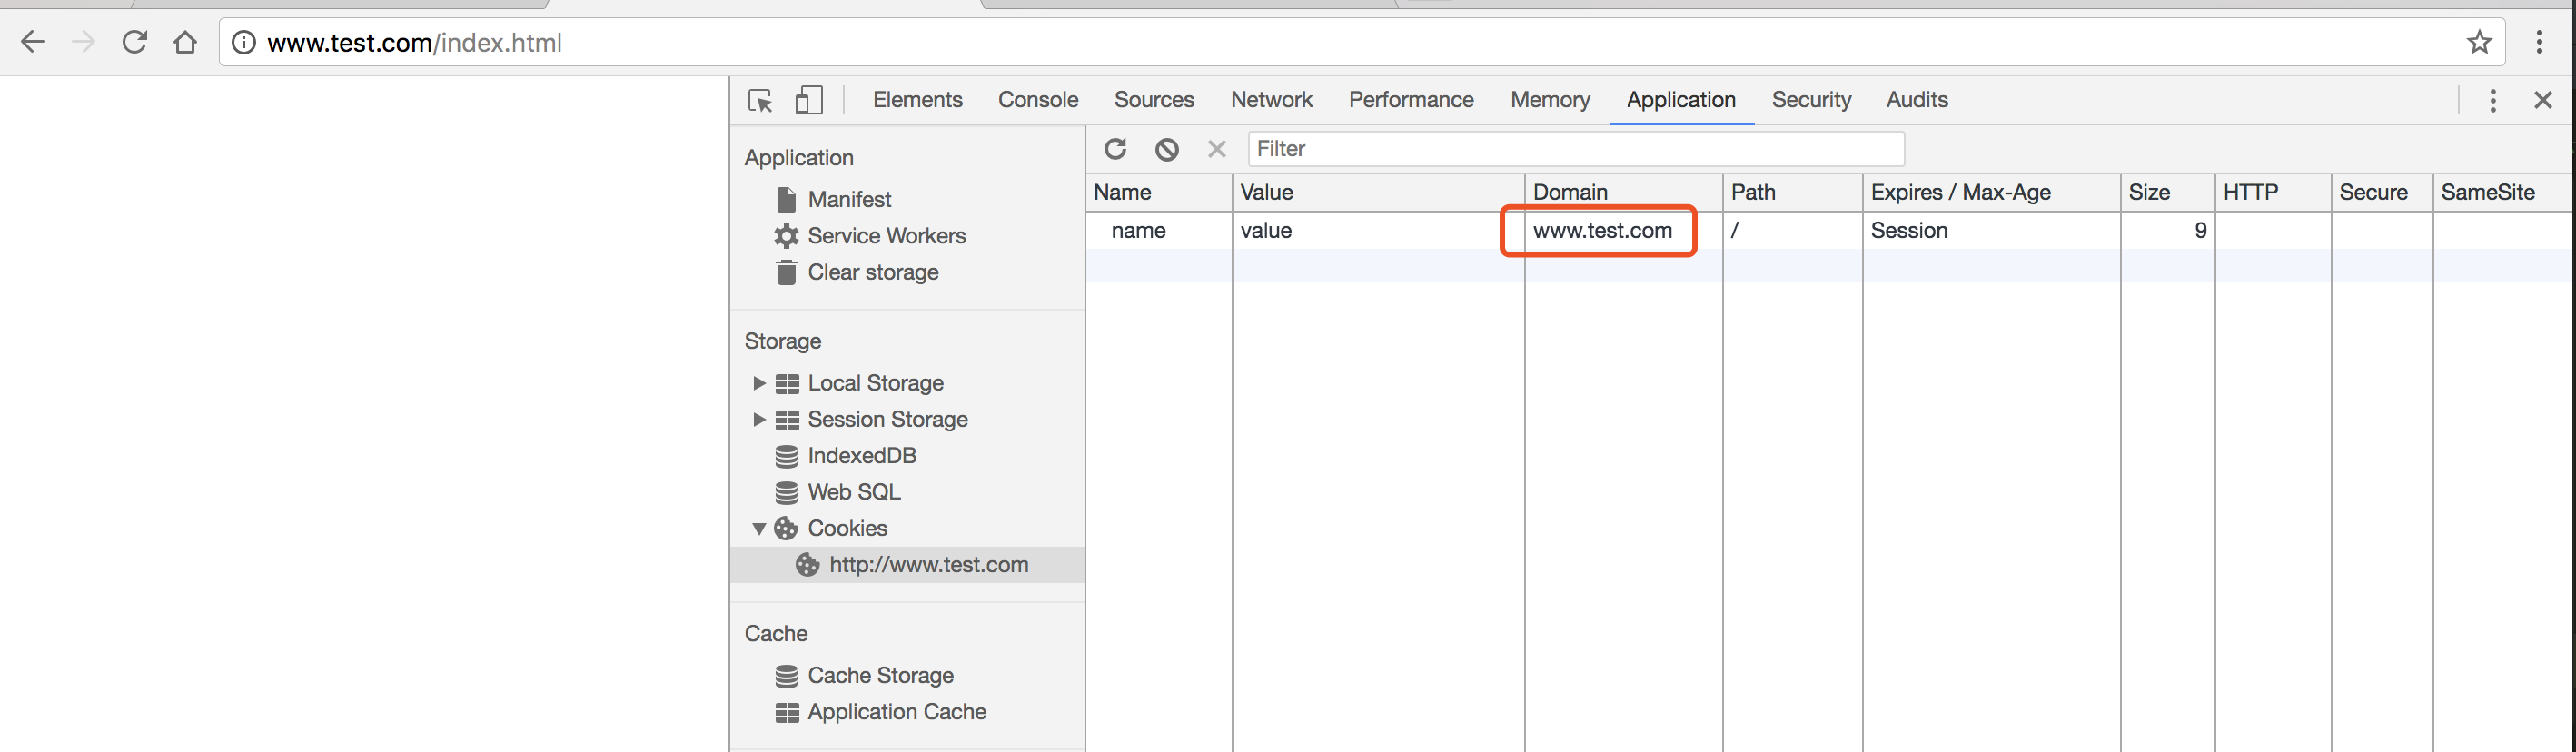 www.test.com/index.html
Elements Console Sources Network Performance Memory Application Security Audits
Application
Manifest
Service Workers
Clear storage
Storage
Local Storage
Session Storage
IndexedDB
Web SQL
Cookies
http://www.test.com
Cache
Cache Storage
Application Cache
Filter
Name Value Domain Path Expires / Max-Age Size HTTP Secure SameSite
name value www.test.com / Session 9